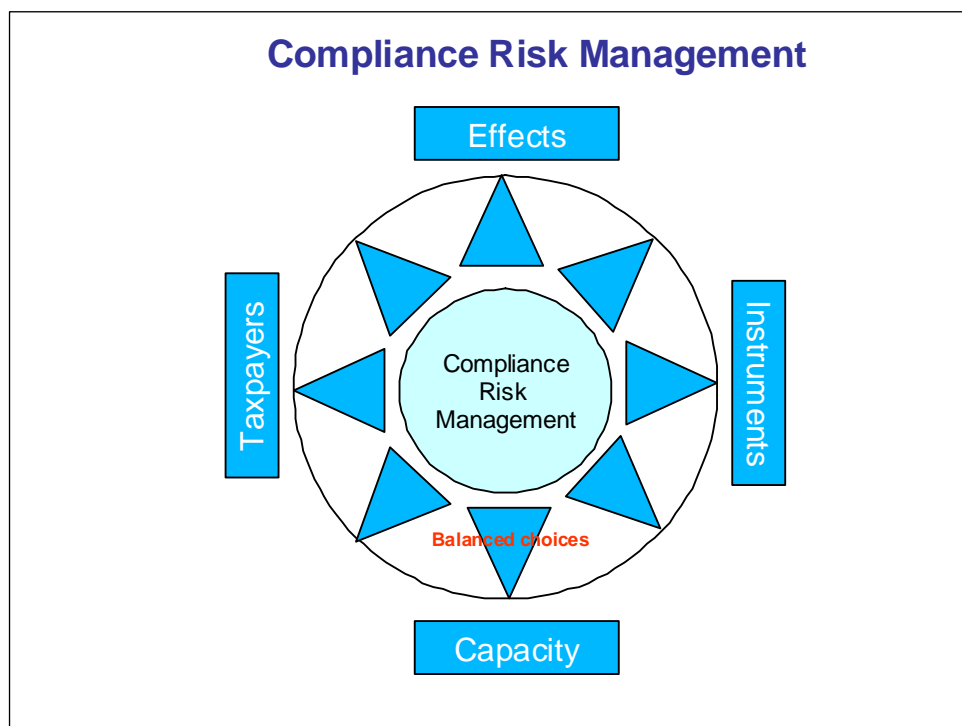 Compliance Risk Management
Effects
Taxpayers
Compliance
Risk
Management
Instruments
Balanced choices
Capacity